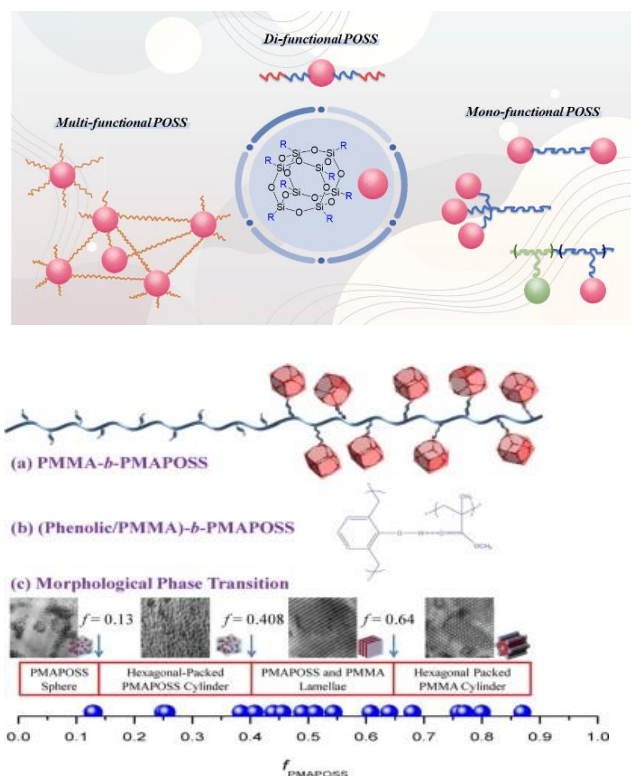 Di-functional POSS
Multi-functional POSS
Mono-functional POSS
R
Si
O
(a) PMMA-b-PMAPOSS
(b) (Phenolic/PMMA)-b-PMAPOSS
CH₃
OCH₃
(c) Morphological Phase Transition
f = 0.13
f = 0.408
f = 0.64
PMAPOSS
Sphere
Hexagonal-Packed
PMAPOSS Cylinder
PMAPOSS and PMMA
Lamellae
Hexagonal Packed
PMMA Cylinder
0.0 0.1 0.2 0.3 0.4 0.5 0.6 0.7 0.8 0.9 1.0
fPMAPOSS